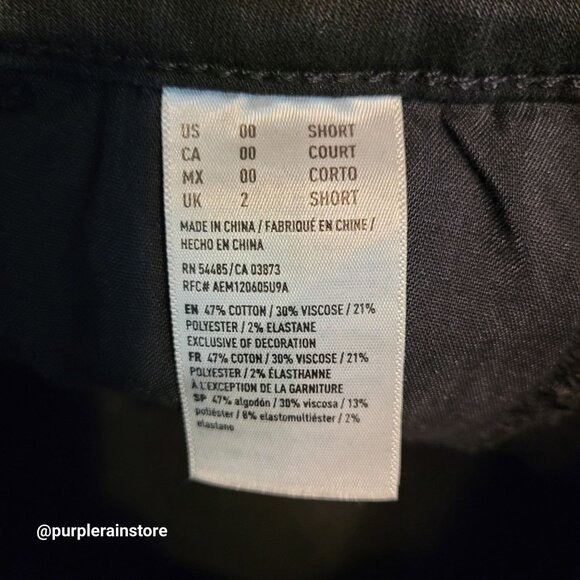 US 00 SHORT
CA 00 COURT
MX 00 CORTO
UK 2 SHORT
MADE IN CHINA / FABRIQUÉ EN CHINE /
HECHO EN CHINA
RN 54485/CA 03873
RFC# AEM120605U9A
EN 47% COTTON / 30% VISCOSE / 21%
POLYESTER / 2% ELASTANE
EXCLUSIVE OF DECORATION
FR 47% COTON / 30% VISCOSE / 21%
POLYESTER / 2% ÉLASTHANNE
À L'EXCEPTION DE LA GARNITURE
SP 47% algodón / 30% viscosa / 13%
poliéster / 8% elastomultiéster / 2%
elastano
@purplerainstore